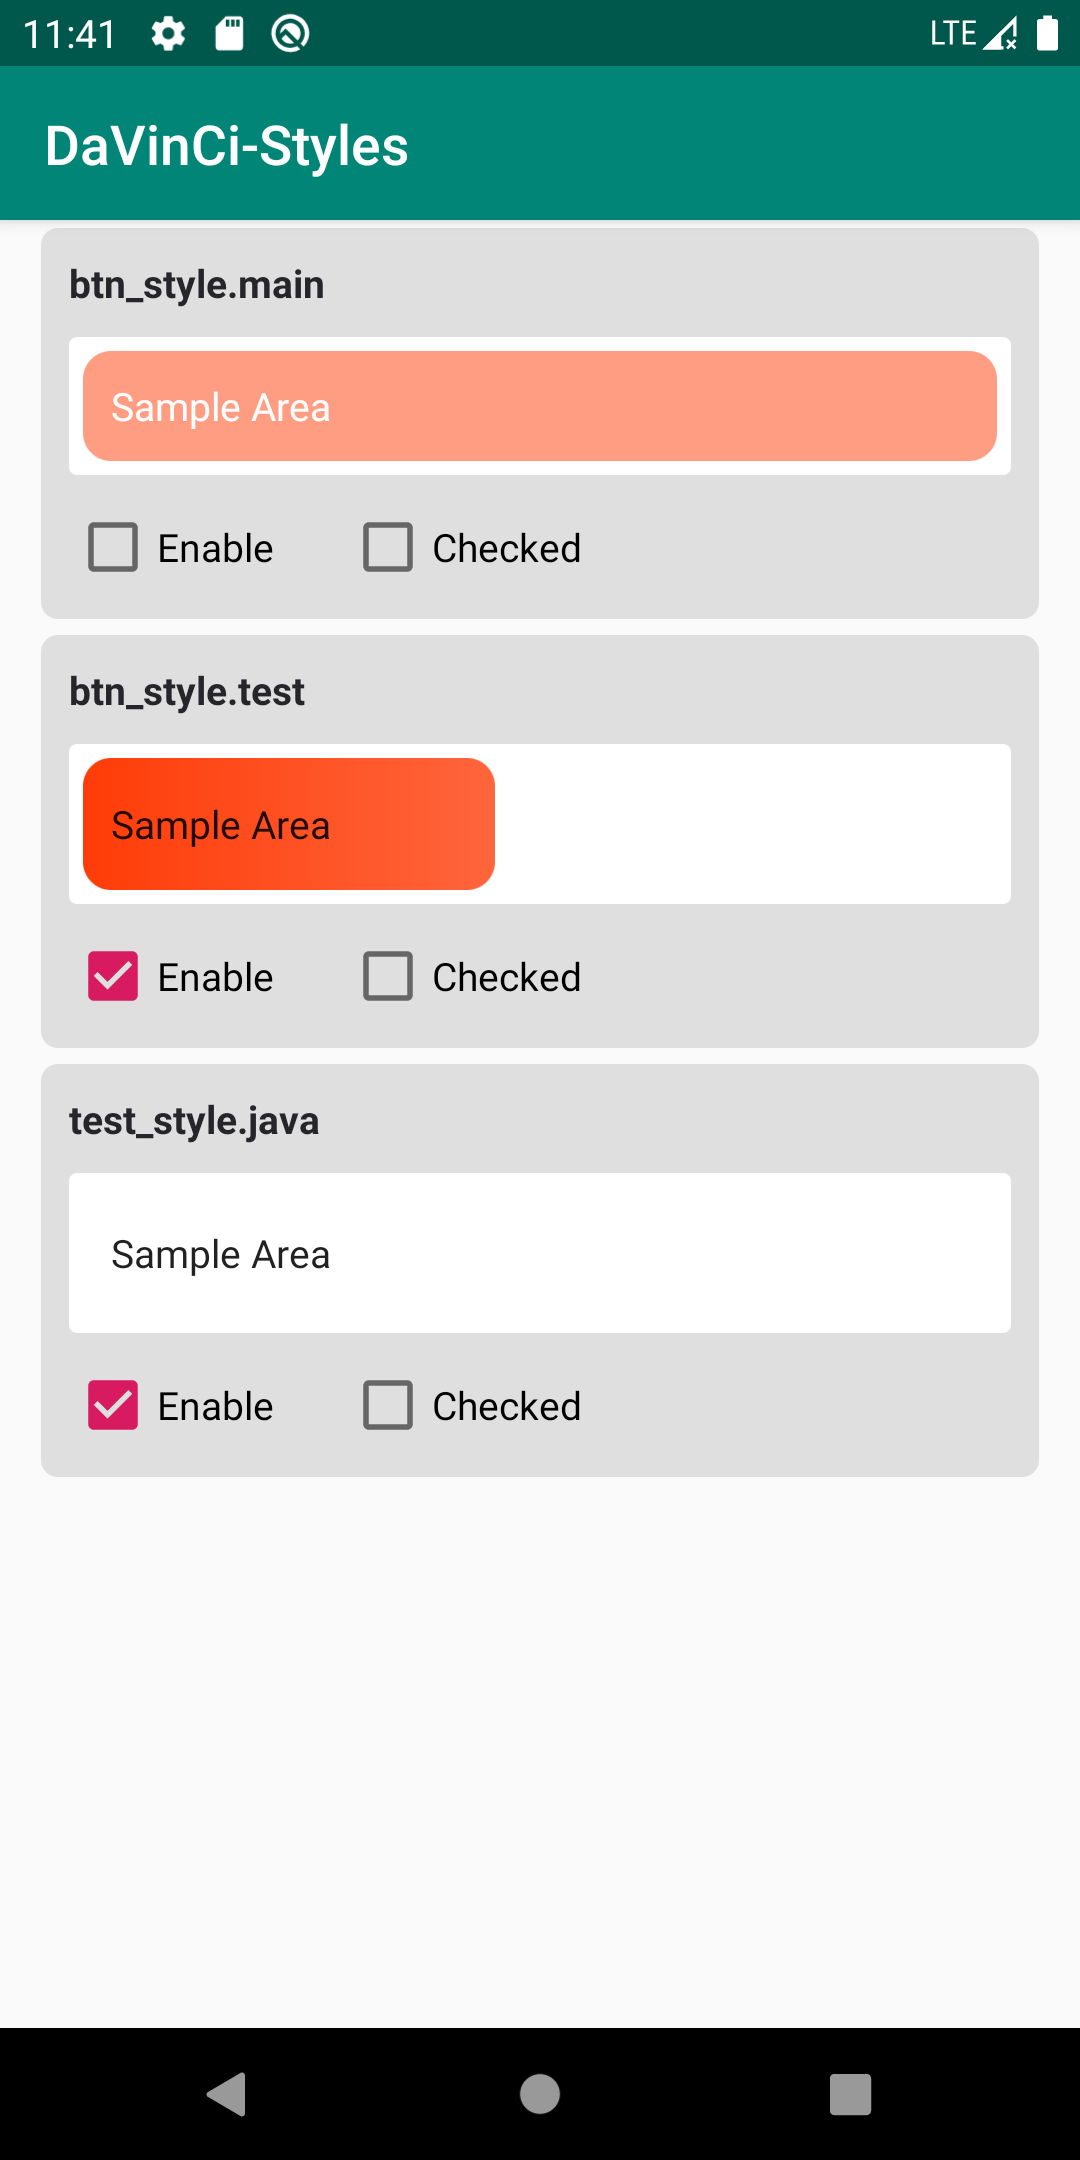 11:41 LTE
DaVinCi-Styles
btn_style.main
Sample Area
Enable Checked
btn_style.test
Sample Area
Enable Checked
test_style.java
Sample Area
Enable Checked